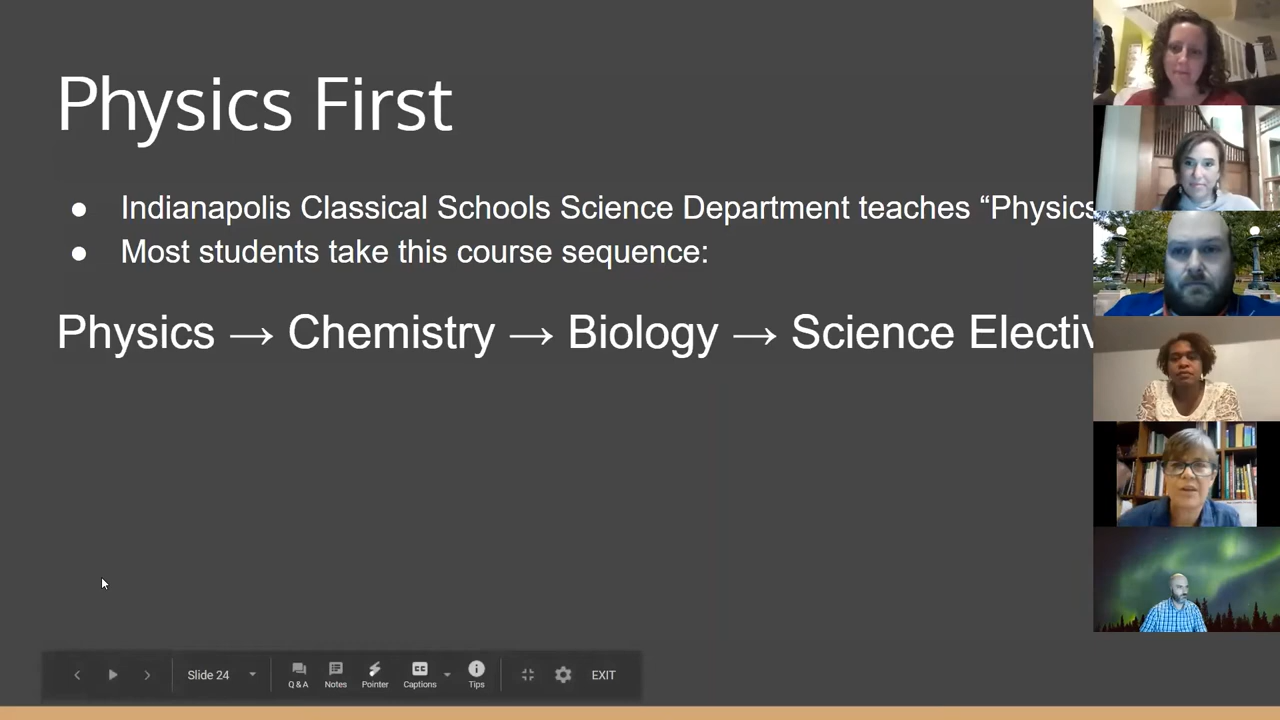 Physics First
● Indianapolis Classical Schools Science Department teaches “Physics
● Most students take this course sequence:
Physics → Chemistry → Biology → Science Electiv
Slide 24
Q & A
Notes
Pointer
CC
Captions
Tips
EXIT